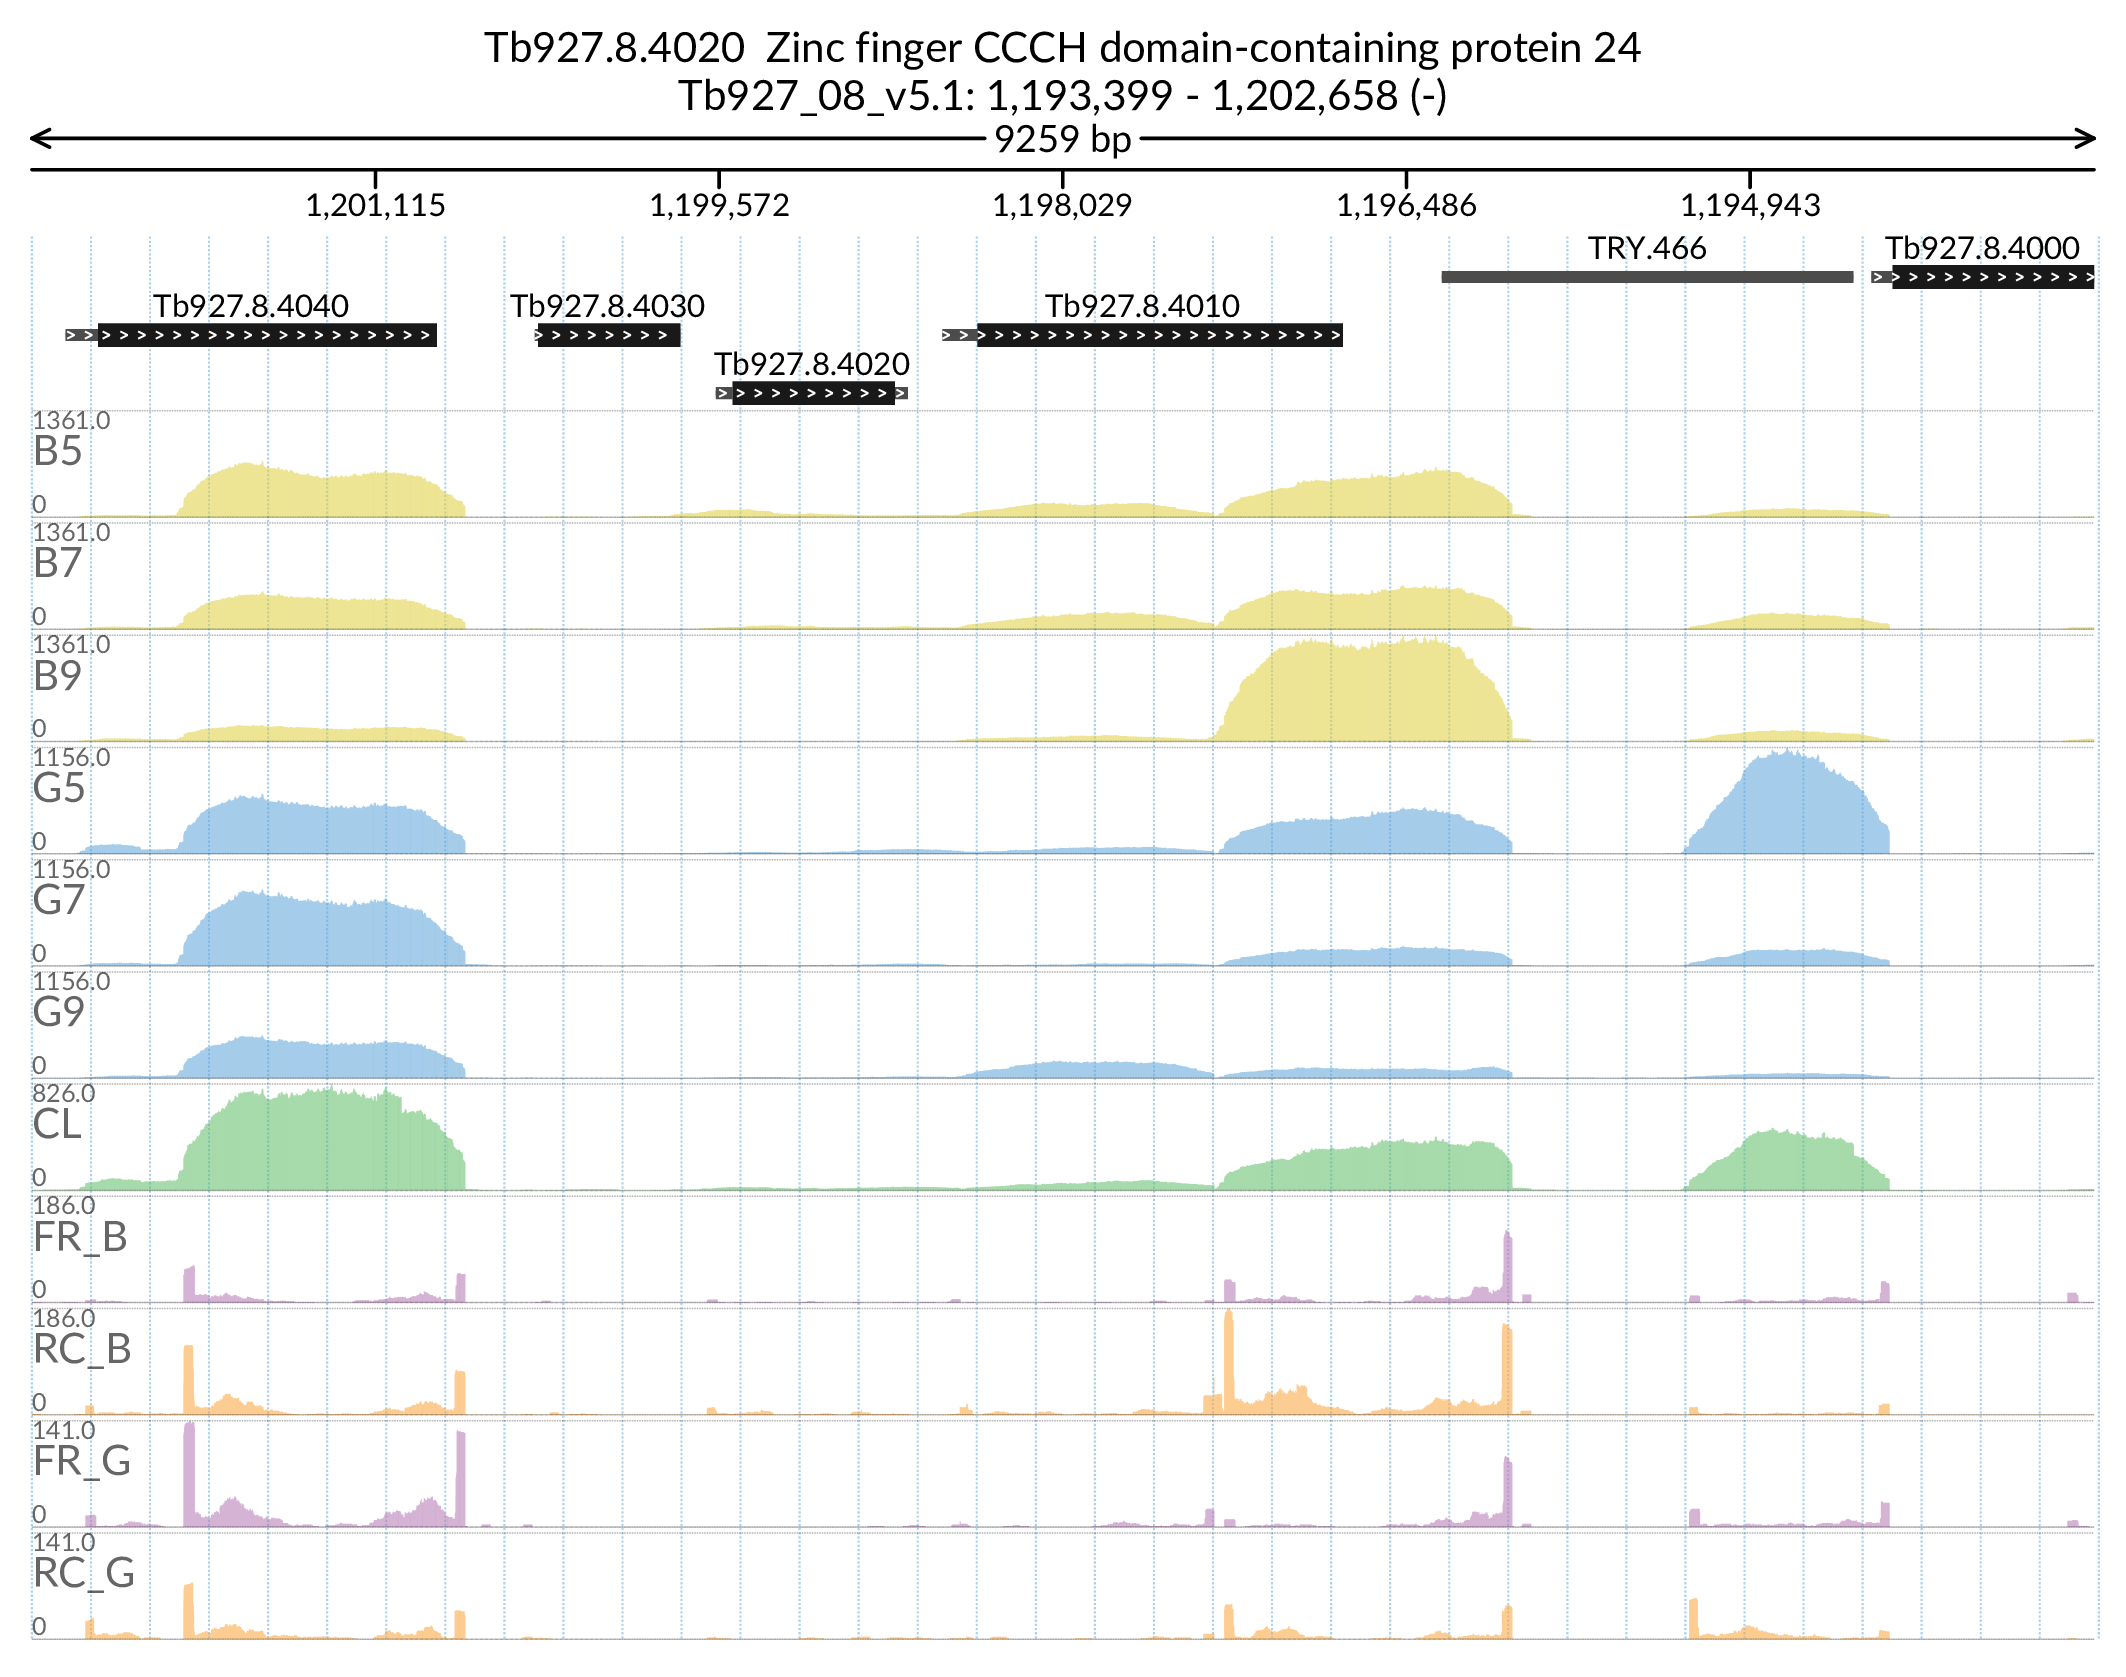 Tb927.8.4020 Zinc finger CCCH domain-containing protein 24
Tb927_08_v5.1: 1,193,399 - 1,202,658 (-)
9259 bp
1,201,115 1,199,572 1,198,029 1,196,486 1,194,943
TRY.466 Tb927.8.4000
Tb927.8.4040 Tb927.8.4030 Tb927.8.4010
Tb927.8.4020
1361.0
B5
0
1361.0
B7
0
1361.0
B9
0
1156.0
G5
0
1156.0
G7
0
1156.0
G9
0
826.0
CL
0
186.0
FR_B
0
186.0
RC_B
0
141.0
FR_G
0
141.0
RC_G
0